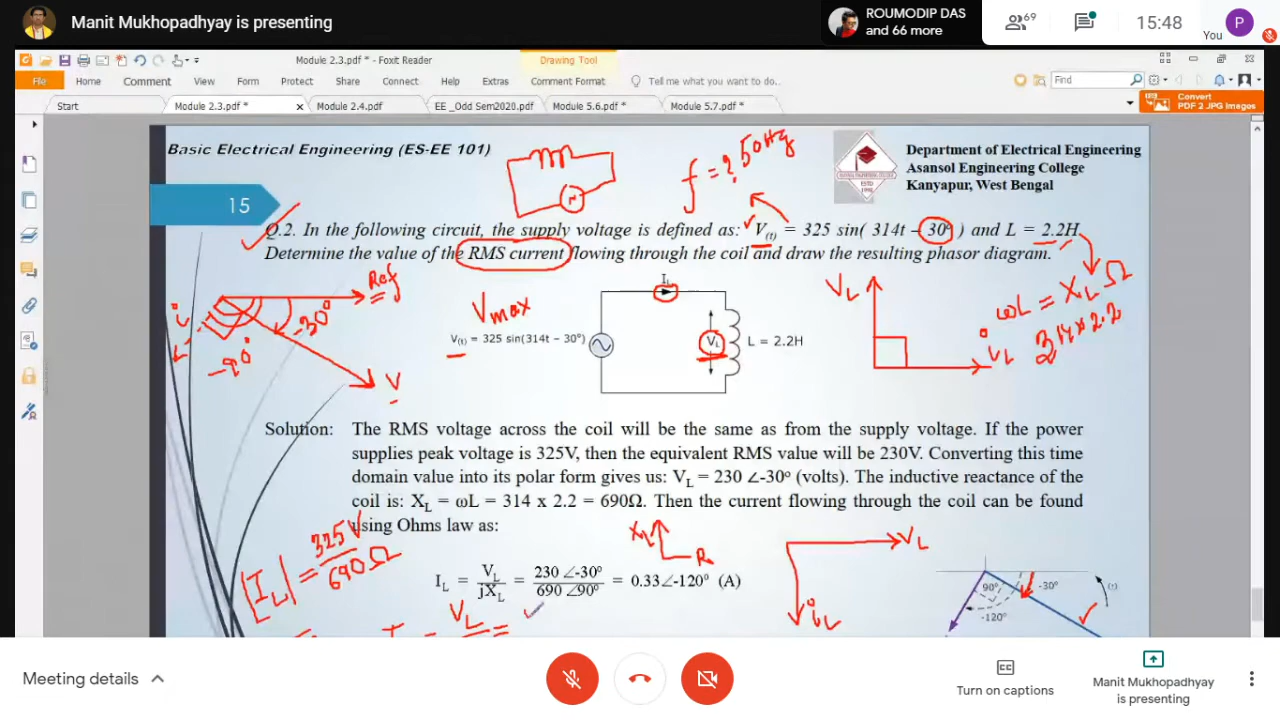 Manit Mukhopadhyay is presenting
ROUMODIP DAS
and 66 more
69
15:48
P
You
Module 2.3.pdf * - Foxit Reader
Drawing Tool
File Home Comment View Form Protect Share Connect Help Extras Comment Format Tell me what you want to do..
Find
Start Module 2.3.pdf * × Module 2.4.pdf EE _Odd Sem2020.pdf Module 5.6.pdf * Module 5.7.pdf *
Convert
PDF 2 JPG Images
Basic Electrical Engineering (ES-EE 101)
f = ? 50Hz
Department of Electrical Engineering
Asansol Engineering College
Kanyapur, West Bengal
15
Q.2. In the following circuit, the supply voltage is defined as: V(t) = 325 sin( 314t – 30° ) and L = 2.2H
Determine the value of the RMS current flowing through the coil and draw the resulting phasor diagram.
Ref
-30°
-90°
V
Vmax
IL
V(t) = 325 sin(314t – 30°)
VL
L = 2.2H
VL
iL
ωL = XL Ω
314×2.2
Solution: The RMS voltage across the coil will be the same as from the supply voltage. If the power
supplies peak voltage is 325V, then the equivalent RMS value will be 230V. Converting this time
domain value into its polar form gives us: VL = 230 ∠-30° (volts). The inductive reactance of the
coil is: XL = ωL = 314 x 2.2 = 690Ω. Then the current flowing through the coil can be found
using Ohms law as:
|IL| = 325V / 690Ω
XL
R
VL
iL
IL = VL / jXL = 230 ∠-30° / 690 ∠90° = 0.33∠-120° (A)
VL
=
90°
-30°
-120°
Meeting details
CC
Turn on captions
Manit Mukhopadhyay
is presenting